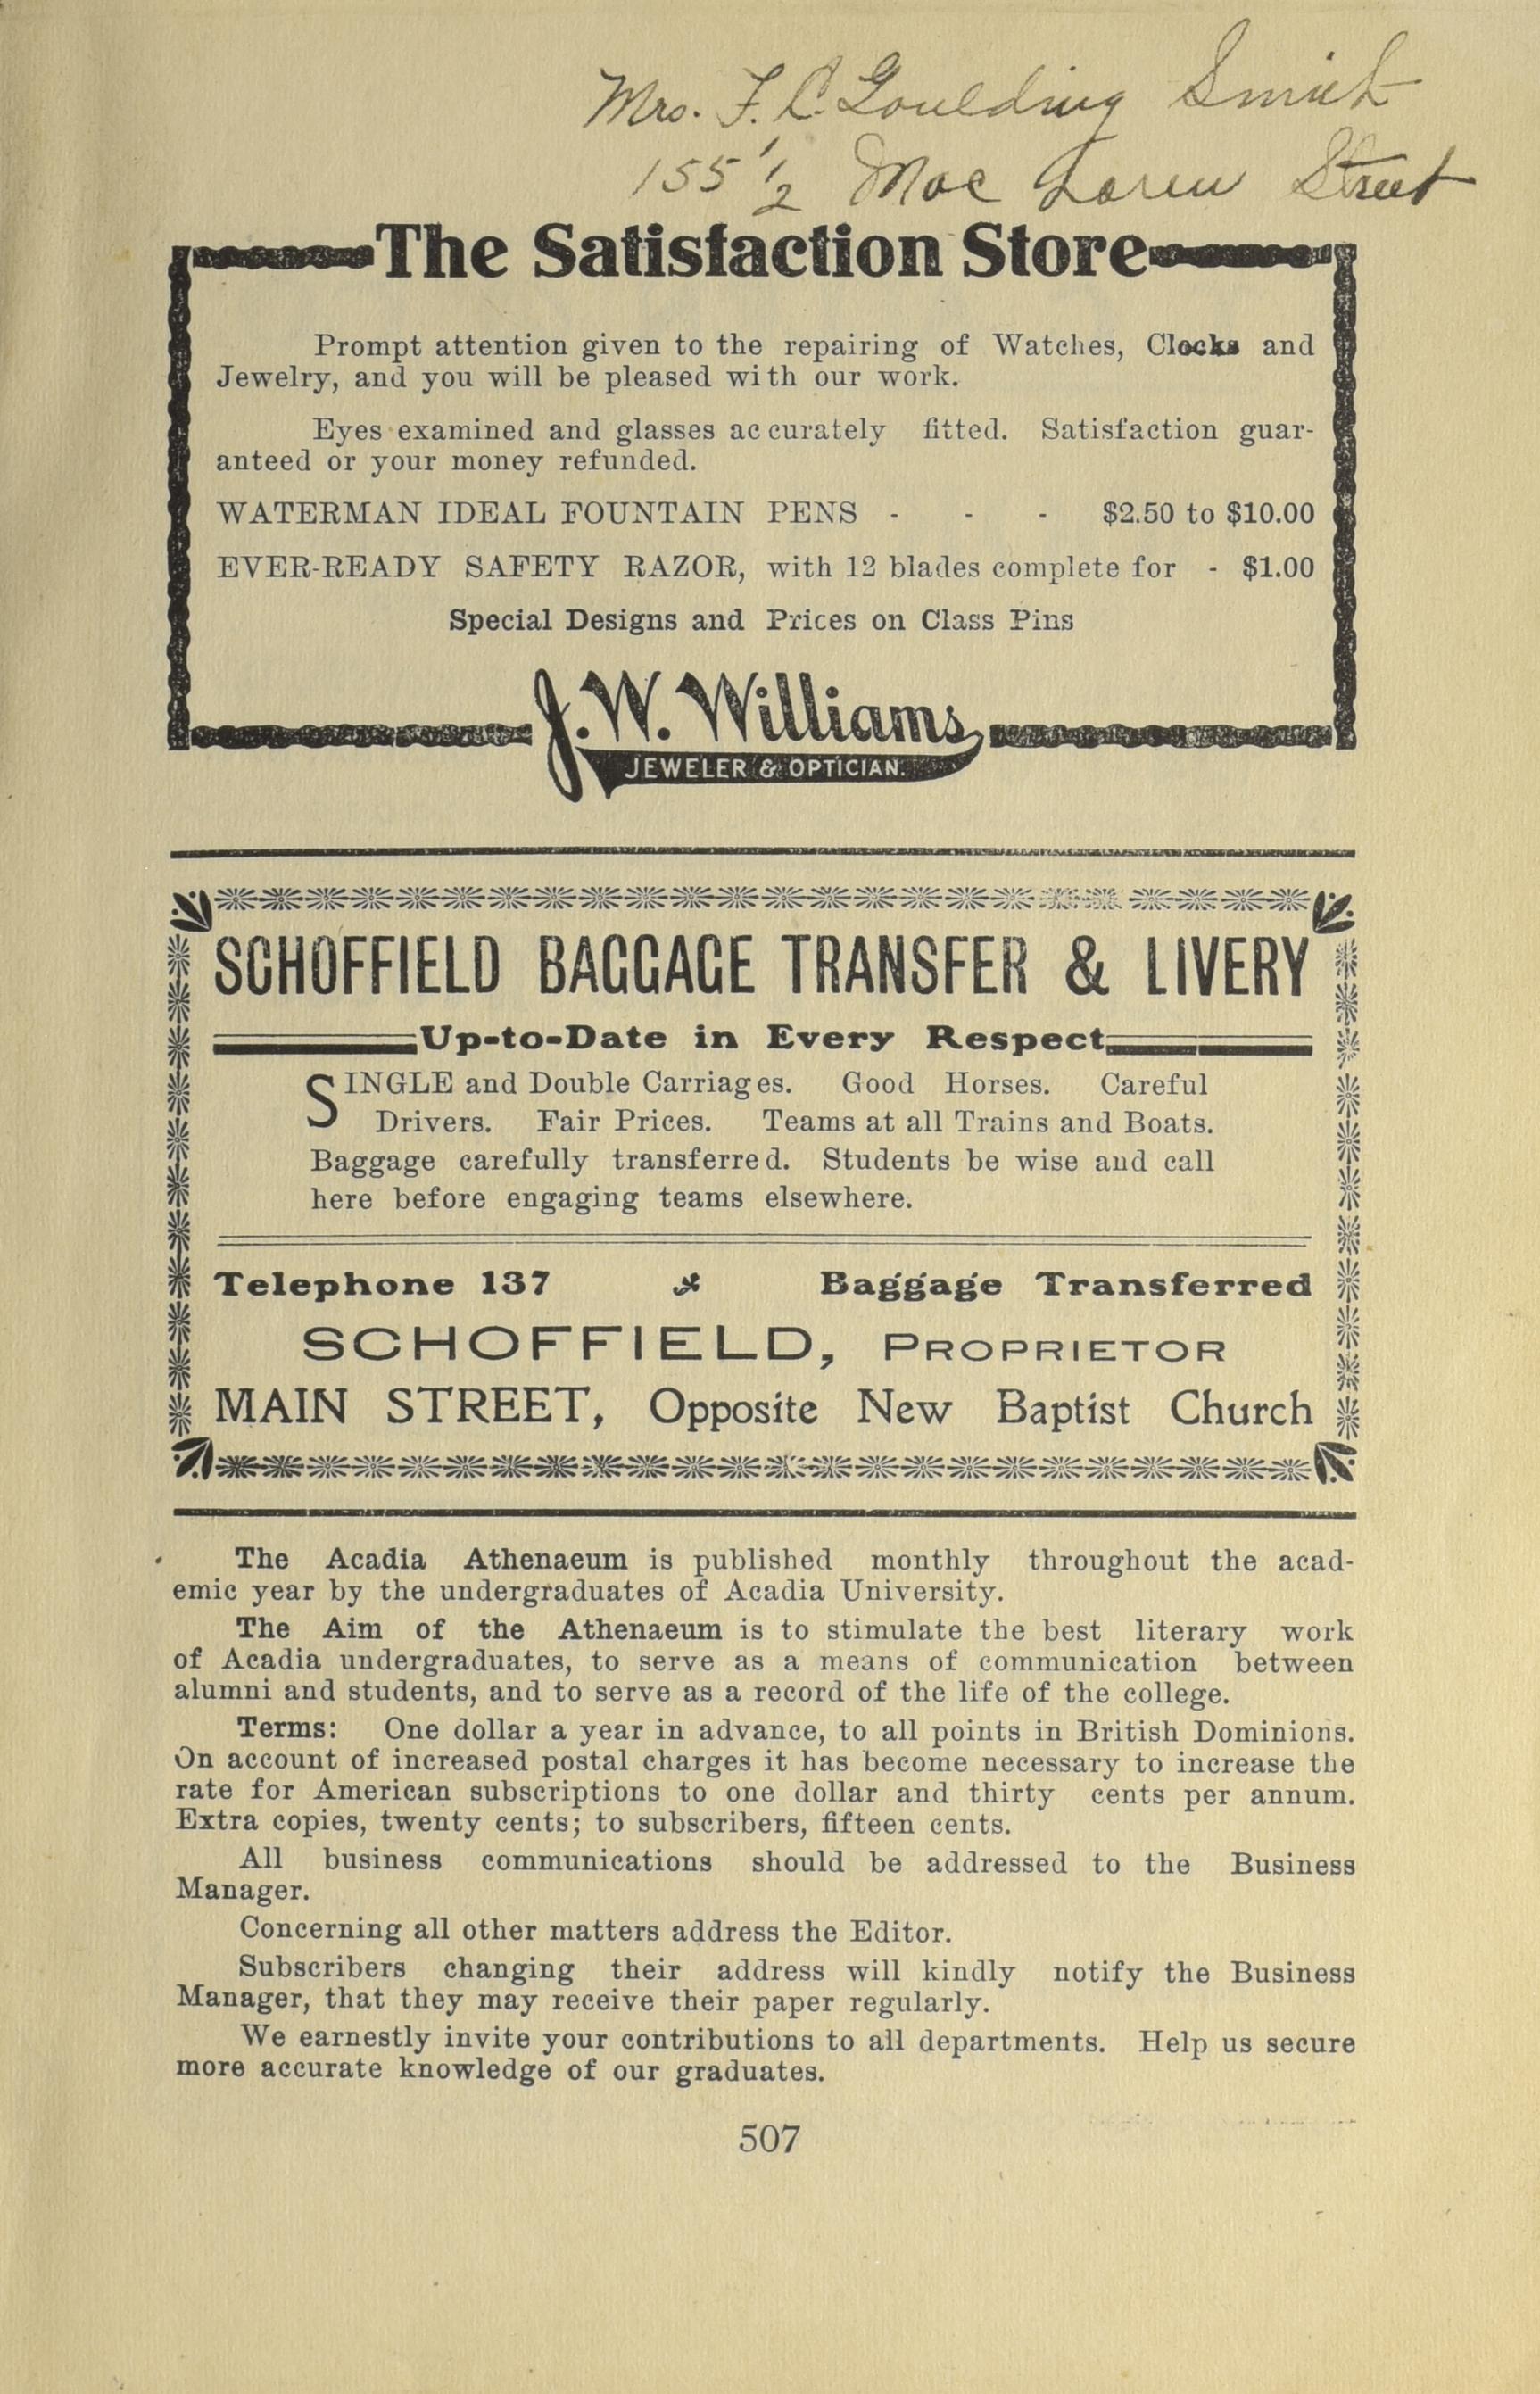 Mrs. F. C. Goulding Smith
155 1/2 Mac Laren Street
The Satisfaction Store
Prompt attention given to the repairing of Watches, Clocks and
Jewelry, and you will be pleased with our work.
Eyes examined and glasses accurately fitted. Satisfaction guar-
anteed or your money refunded.
WATERMAN IDEAL FOUNTAIN PENS - - - $2.50 to $10.00
EVER-READY SAFETY RAZOR, with 12 blades complete for - $1.00
Special Designs and Prices on Class Pins
J. W. Williams
JEWELER & OPTICIAN.
SCHOFFIELD BAGGAGE TRANSFER & LIVERY
Up-to-Date in Every Respect
SINGLE and Double Carriages. Good Horses. Careful
Drivers. Fair Prices. Teams at all Trains and Boats.
Baggage carefully transferred. Students be wise and call
here before engaging teams elsewhere.
Telephone 137 Baggage Transferred
SCHOFFIELD, PROPRIETOR
MAIN STREET, Opposite New Baptist Church
The Acadia Athenaeum is published monthly throughout the acad-
emic year by the undergraduates of Acadia University.
The Aim of the Athenaeum is to stimulate the best literary work
of Acadia undergraduates, to serve as a means of communication between
alumni and students, and to serve as a record of the life of the college.
Terms: One dollar a year in advance, to all points in British Dominions.
On account of increased postal charges it has become necessary to increase the
rate for American subscriptions to one dollar and thirty cents per annum.
Extra copies, twenty cents; to subscribers, fifteen cents.
All business communications should be addressed to the Business
Manager.
Concerning all other matters address the Editor.
Subscribers changing their address will kindly notify the Business
Manager, that they may receive their paper regularly.
We earnestly invite your contributions to all departments. Help us secure
more accurate knowledge of our graduates.
507